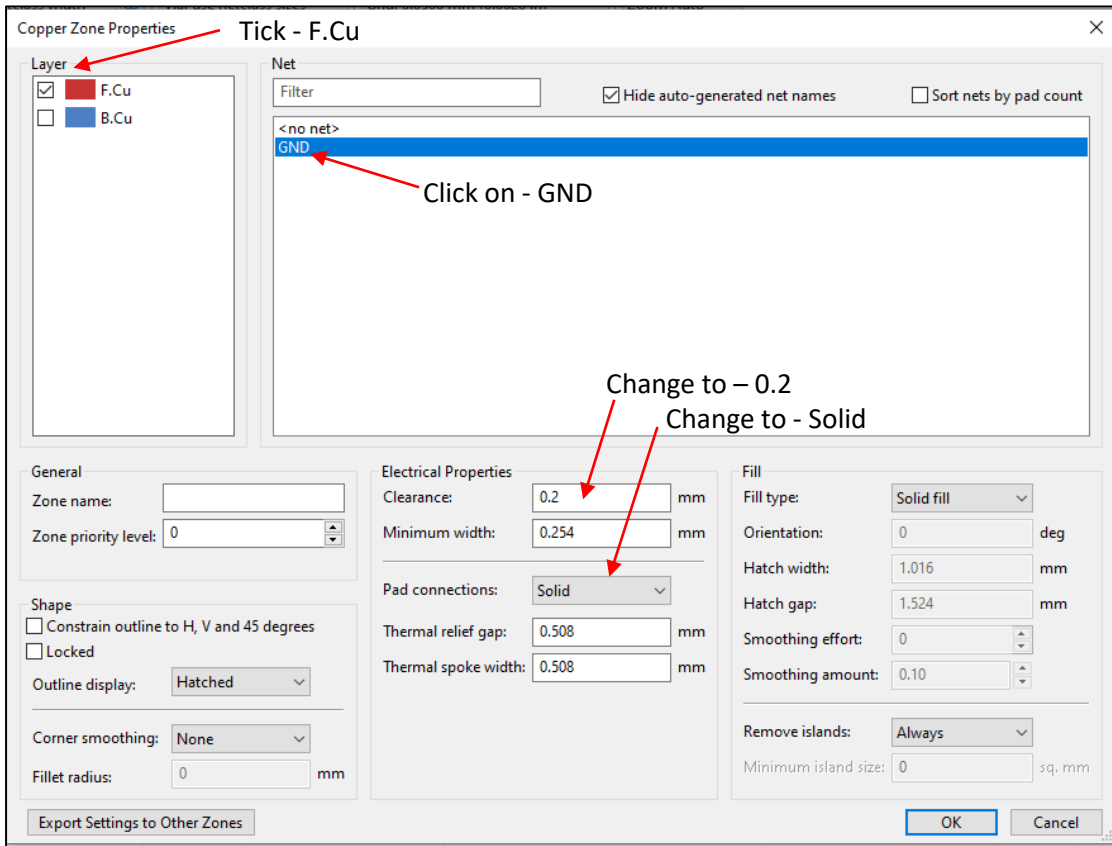 Copper Zone Properties
Tick - F.Cu
Layer
F.Cu
B.Cu
Net
Filter
Hide auto-generated net names
Sort nets by pad count
<no net>
GND
Click on - GND
Change to – 0.2
Change to - Solid
General
Zone name:
Zone priority level: 0
Shape
Constrain outline to H, V and 45 degrees
Locked
Outline display: Hatched
Corner smoothing: None
Fillet radius: 0 mm
Electrical Properties
Clearance: 0.2 mm
Minimum width: 0.254 mm
Pad connections: Solid
Thermal relief gap: 0.508 mm
Thermal spoke width: 0.508 mm
Fill
Fill type: Solid fill
Orientation: 0 deg
Hatch width: 1.016 mm
Hatch gap: 1.524 mm
Smoothing effort: 0
Smoothing amount: 0.10
Remove islands: Always
Minimum island size: 0 sq. mm
Export Settings to Other Zones
OK
Cancel